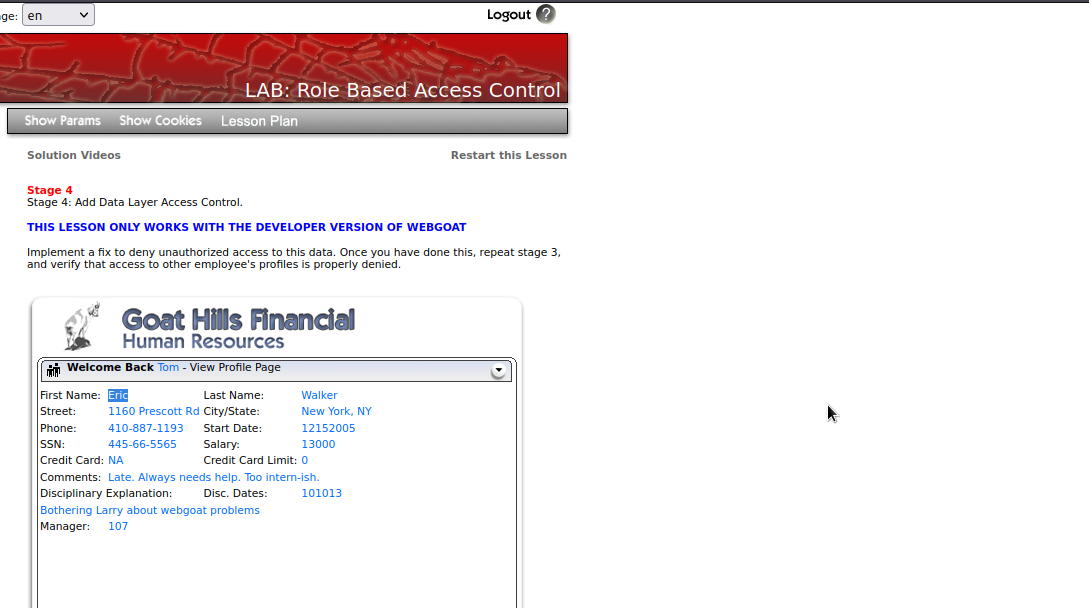 ge: en
Logout ?
LAB: Role Based Access Control
Show Params Show Cookies Lesson Plan
Solution Videos Restart this Lesson
Stage 4
Stage 4: Add Data Layer Access Control.
THIS LESSON ONLY WORKS WITH THE DEVELOPER VERSION OF WEBGOAT
Implement a fix to deny unauthorized access to this data. Once you have done this, repeat stage 3,
and verify that access to other employee's profiles is properly denied.
Goat Hills Financial
Human Resources
Welcome Back Tom - View Profile Page
First Name: Eric Last Name: Walker
Street: 1160 Prescott Rd City/State: New York, NY
Phone: 410-887-1193 Start Date: 12152005
SSN: 445-66-5565 Salary: 13000
Credit Card: NA Credit Card Limit: 0
Comments: Late. Always needs help. Too intern-ish.
Disciplinary Explanation: Disc. Dates: 101013
Bothering Larry about webgoat problems
Manager: 107